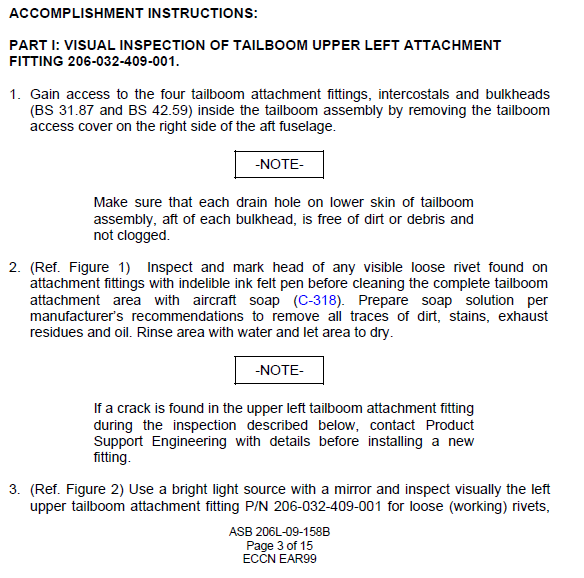 ACCOMPLISHMENT INSTRUCTIONS:
PART I: VISUAL INSPECTION OF TAILBOOM UPPER LEFT ATTACHMENT
FITTING 206-032-409-001.
1. Gain access to the four tailboom attachment fittings, intercostals and bulkheads
(BS 31.87 and BS 42.59) inside the tailboom assembly by removing the tailboom
access cover on the right side of the aft fuselage.
-NOTE-
Make sure that each drain hole on lower skin of tailboom
assembly, aft of each bulkhead, is free of dirt or debris and
not clogged.
2. (Ref. Figure 1) Inspect and mark head of any visible loose rivet found on
attachment fittings with indelible ink felt pen before cleaning the complete tailboom
attachment area with aircraft soap (C-318). Prepare soap solution per
manufacturer's recommendations to remove all traces of dirt, stains, exhaust
residues and oil. Rinse area with water and let area to dry.
-NOTE-
If a crack is found in the upper left tailboom attachment fitting
during the inspection described below, contact Product
Support Engineering with details before installing a new
fitting.
3. (Ref. Figure 2) Use a bright light source with a mirror and inspect visually the left
upper tailboom attachment fitting P/N 206-032-409-001 for loose (working) rivets,
ASB 206L-09-158B
Page 3 of 15
ECCN EAR99